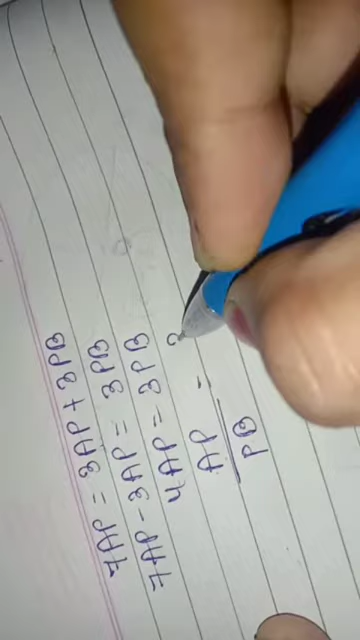 7AP = 3AP + 3PB
7AP - 3AP = 3PB
4AP = 3PB
AP/PB =